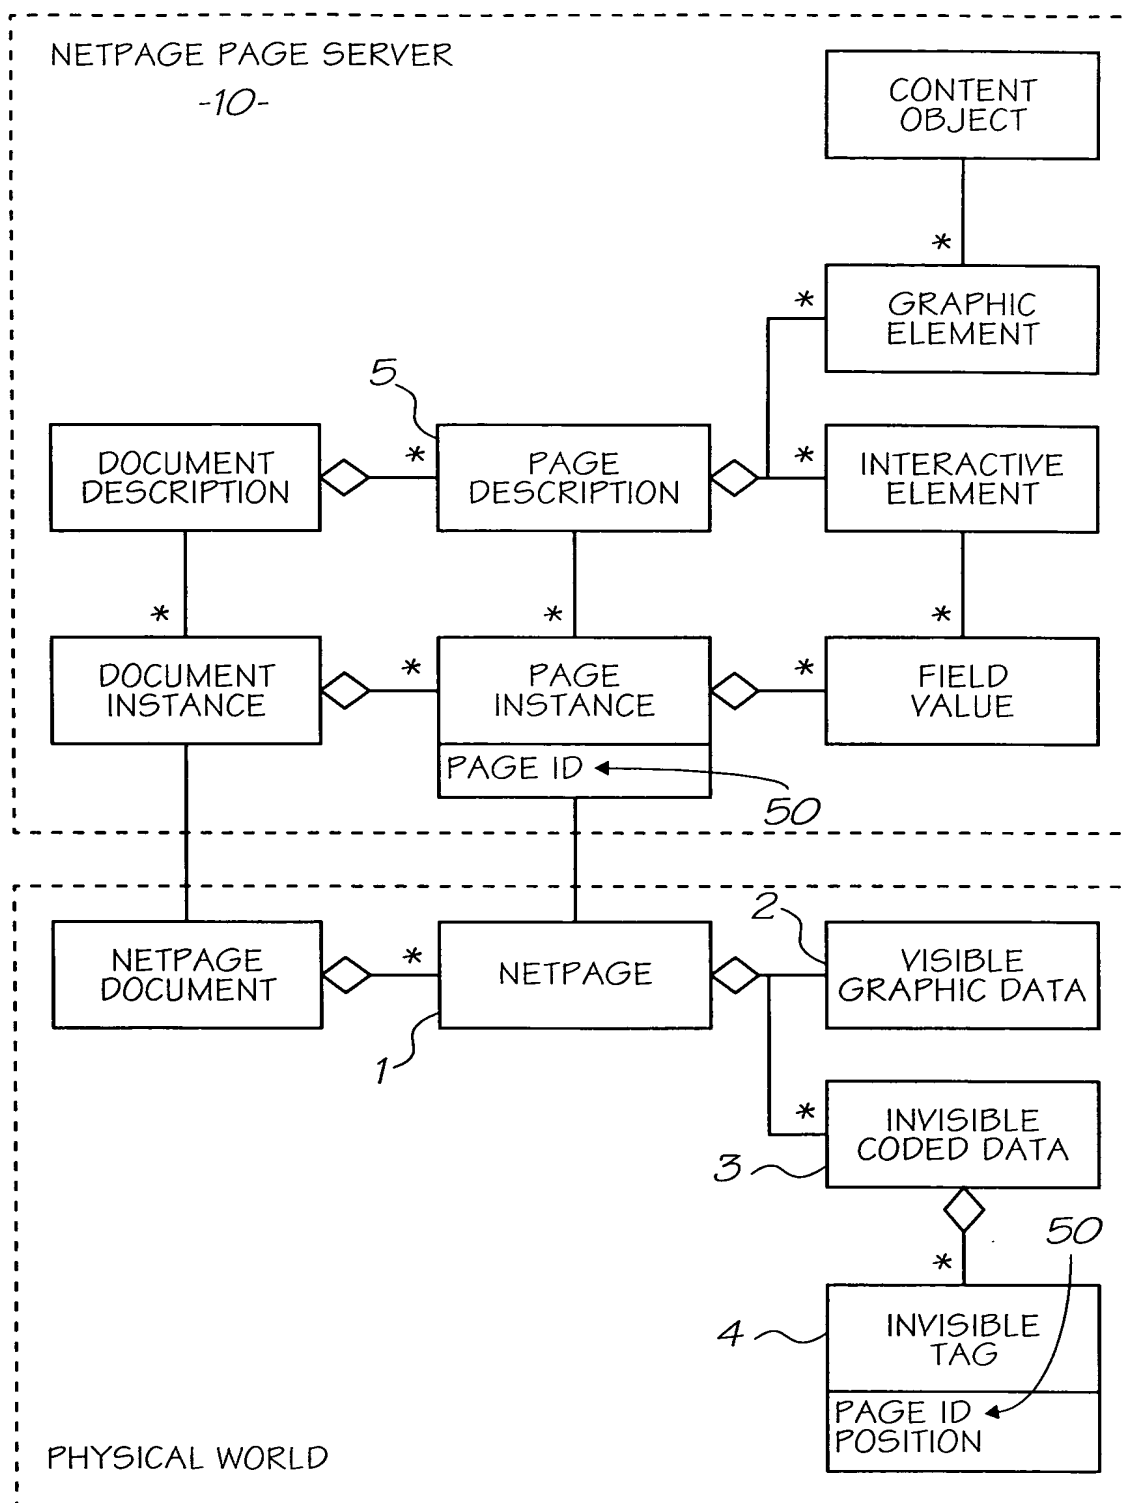 NETPAGE PAGE SERVER
-10-
CONTENT
OBJECT
*
*
GRAPHIC
ELEMENT
5
DOCUMENT
DESCRIPTION
*
PAGE
DESCRIPTION
*
INTERACTIVE
ELEMENT
*
*
*
DOCUMENT
INSTANCE
*
PAGE
INSTANCE
*
FIELD
VALUE
PAGE ID
50
2
NETPAGE
DOCUMENT
*
NETPAGE
VISIBLE
GRAPHIC DATA
1
*
INVISIBLE
CODED DATA
3
50
*
4
INVISIBLE
TAG
PAGE ID
POSITION
PHYSICAL WORLD